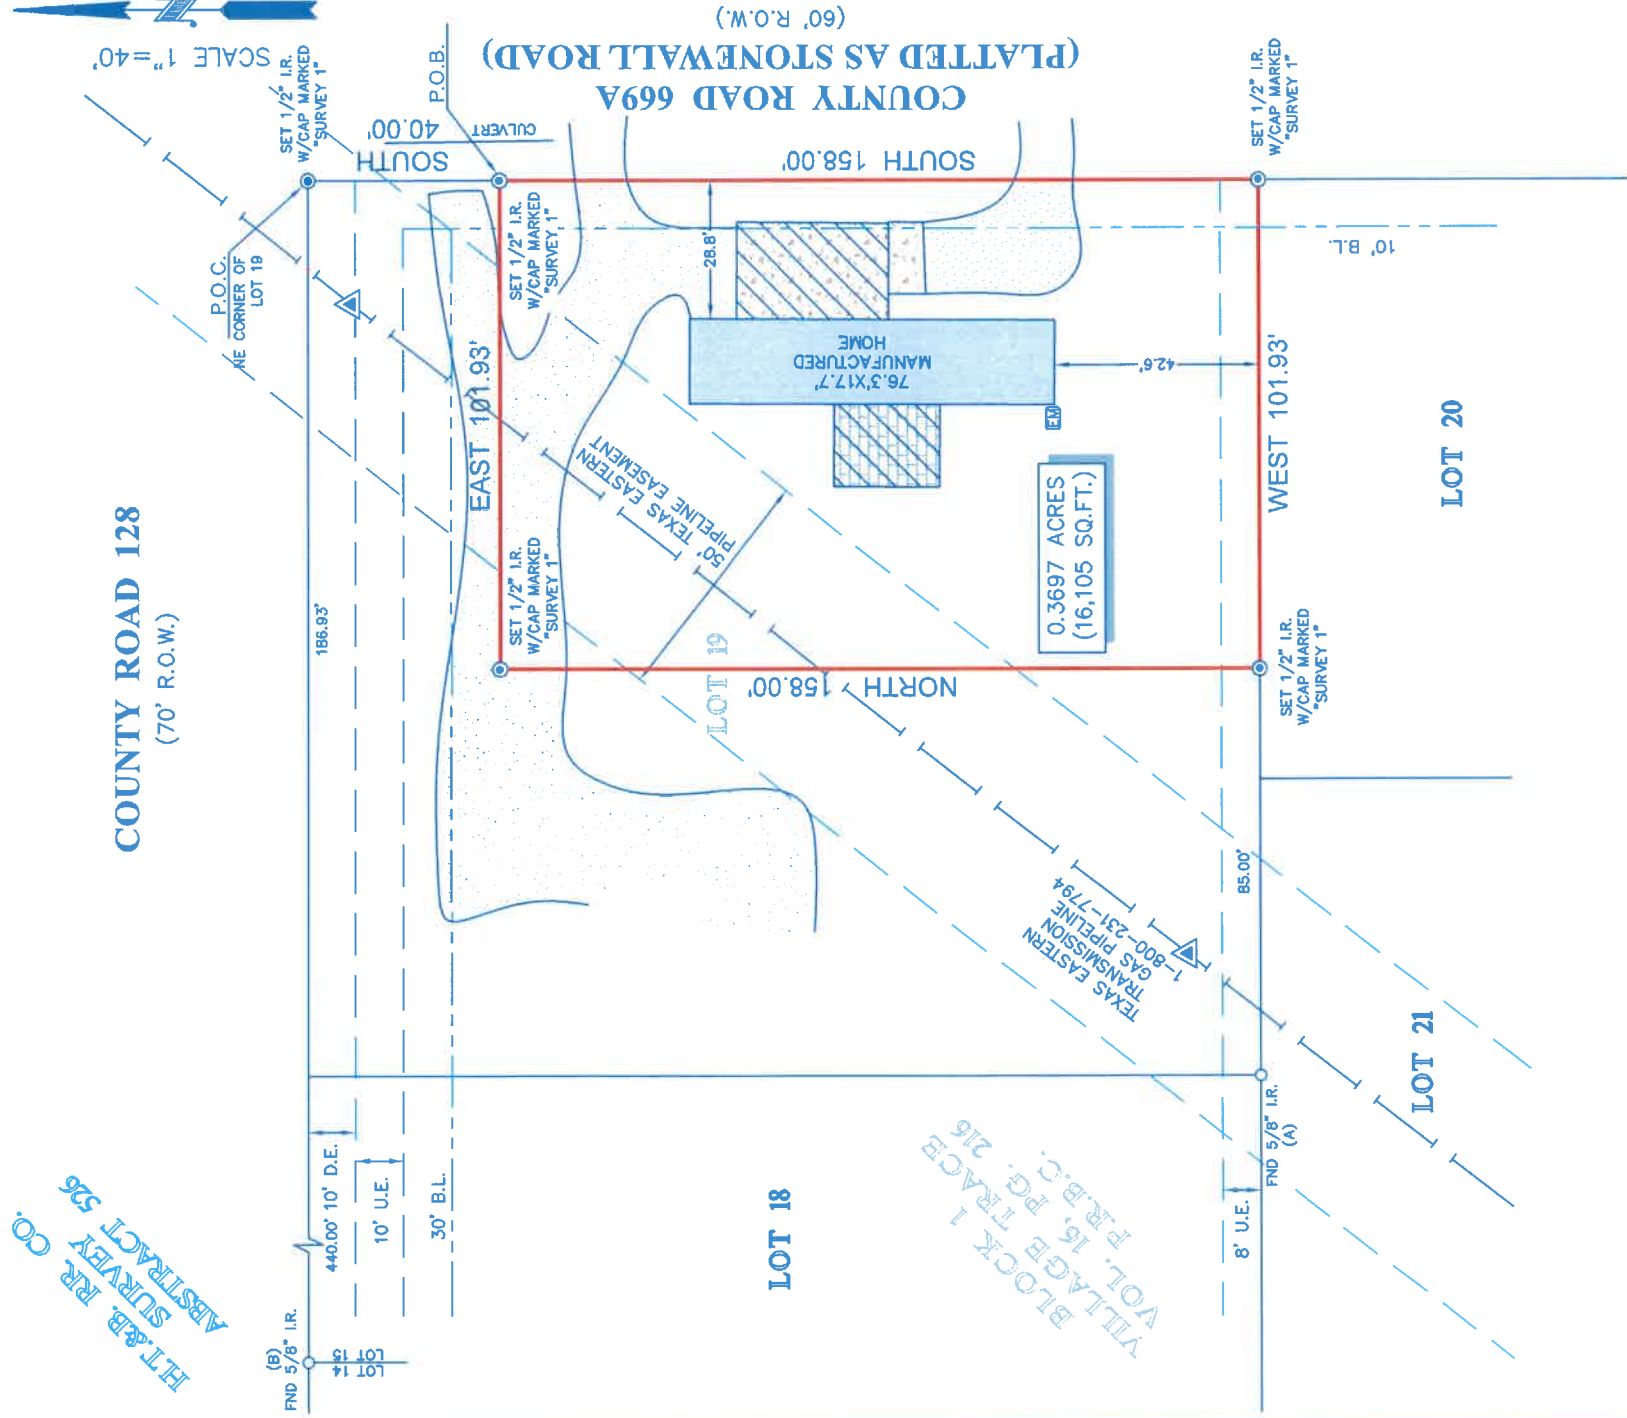 SCALE 1"=40'
COUNTY ROAD 128
(70' R.O.W.)
COUNTY ROAD 669A
(PLATTED AS STONEWALL ROAD)
(60' R.O.W.)
P.O.C.
NE CORNER OF
LOT 19
SET 1/2" I.R.
W/CAP MARKED
"SURVEY 1"
P.O.B.
SOUTH
40.00'
CULVERT
SET 1/2" I.R.
W/CAP MARKED
"SURVEY 1"
EAST 101.93'
SET 1/2" I.R.
W/CAP MARKED
"SURVEY 1"
186.93'
SOUTH 158.00'
28.8'
76.3'X17.7'
MANUFACTURED
HOME
42.6'
EM
10' B.L.
SET 1/2" I.R.
W/CAP MARKED
"SURVEY 1"
WEST 101.93'
0.3697 ACRES
(16,105 SQ.FT.)
50' TEXAS EASTERN
PIPELINE EASEMENT
LOT 19
NORTH 158.00'
SET 1/2" I.R.
W/CAP MARKED
"SURVEY 1"
LOT 20
85.00'
TEXAS EASTERN
TRANSMISSION
GAS PIPELINE
1-800-231-7794
LOT 21
FND 5/8" I.R.
(A)
8' U.E.
LOT 18
BLOCK 1
VILLAGE TRACE
VOL. 16, PG. 216
P.R.B.C.
440.00'
10' D.E.
10' U.E.
30' B.L.
(B)
FND 5/8" I.R.
LOT 14
LOT 15
H.T.&B. RR. CO.
SURVEY
ABSTRACT 526